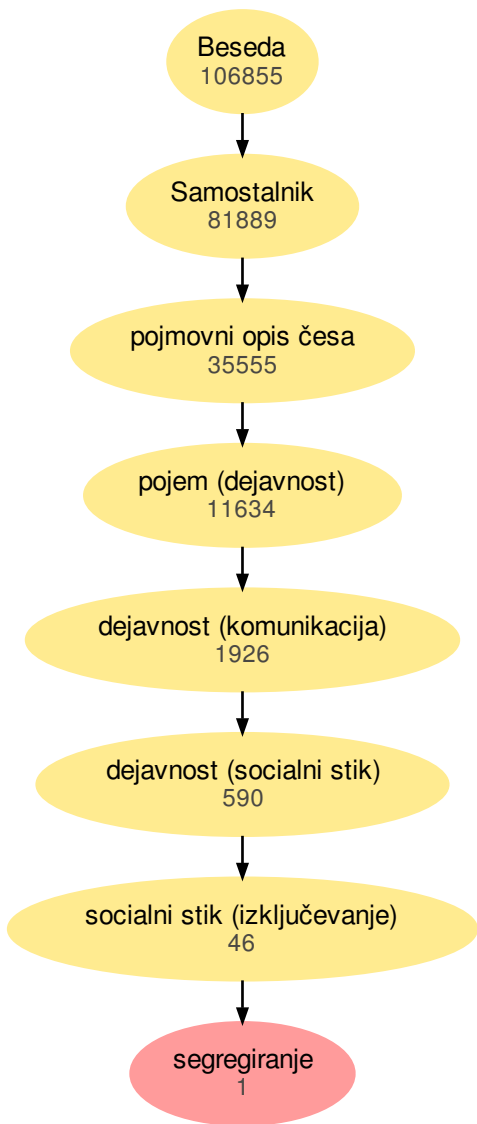 Beseda
106855
Samostalnik
81889
pojmovni opis česa
35555
pojem (dejavnost)
11634
dejavnost (komunikacija)
1926
dejavnost (socialni stik)
590
socialni stik (izključevanje)
46
segregiranje
1